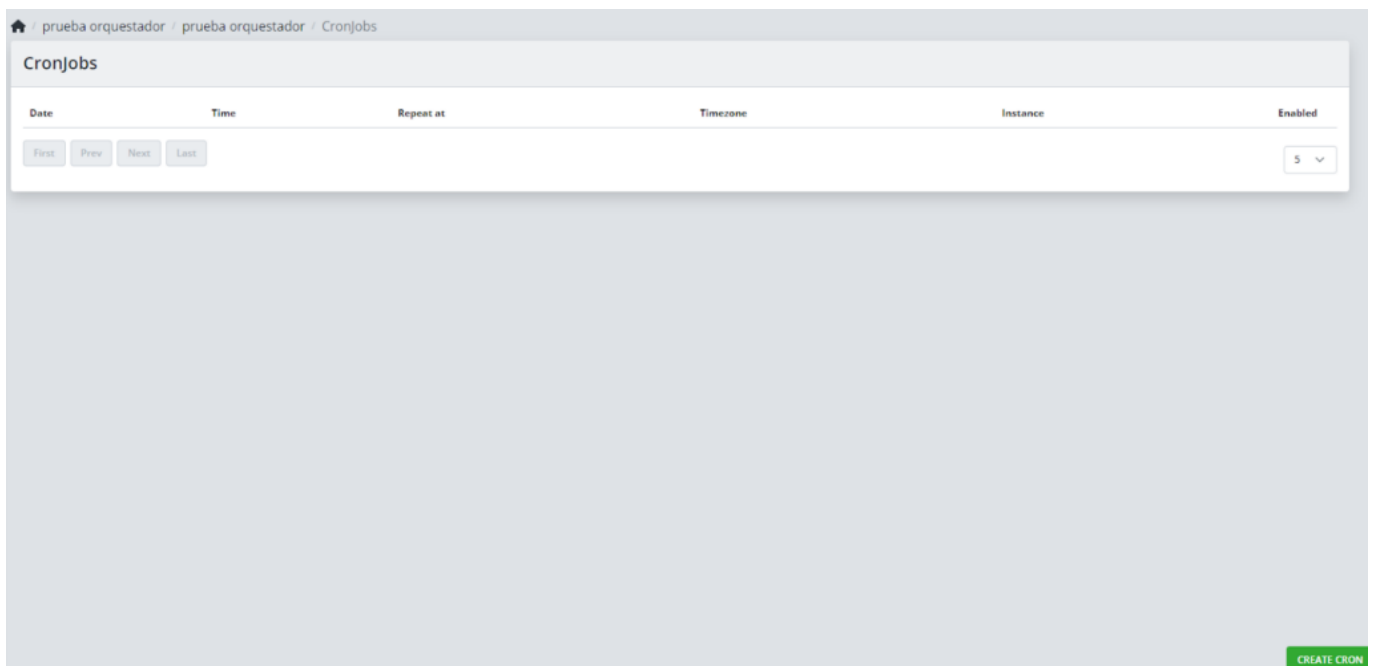 / prueba orquestador / prueba orquestador / CronJobs
CronJobs
Date Time Repeat at Timezone Instance Enabled
First Prev Next Last 5
CREATE CRON